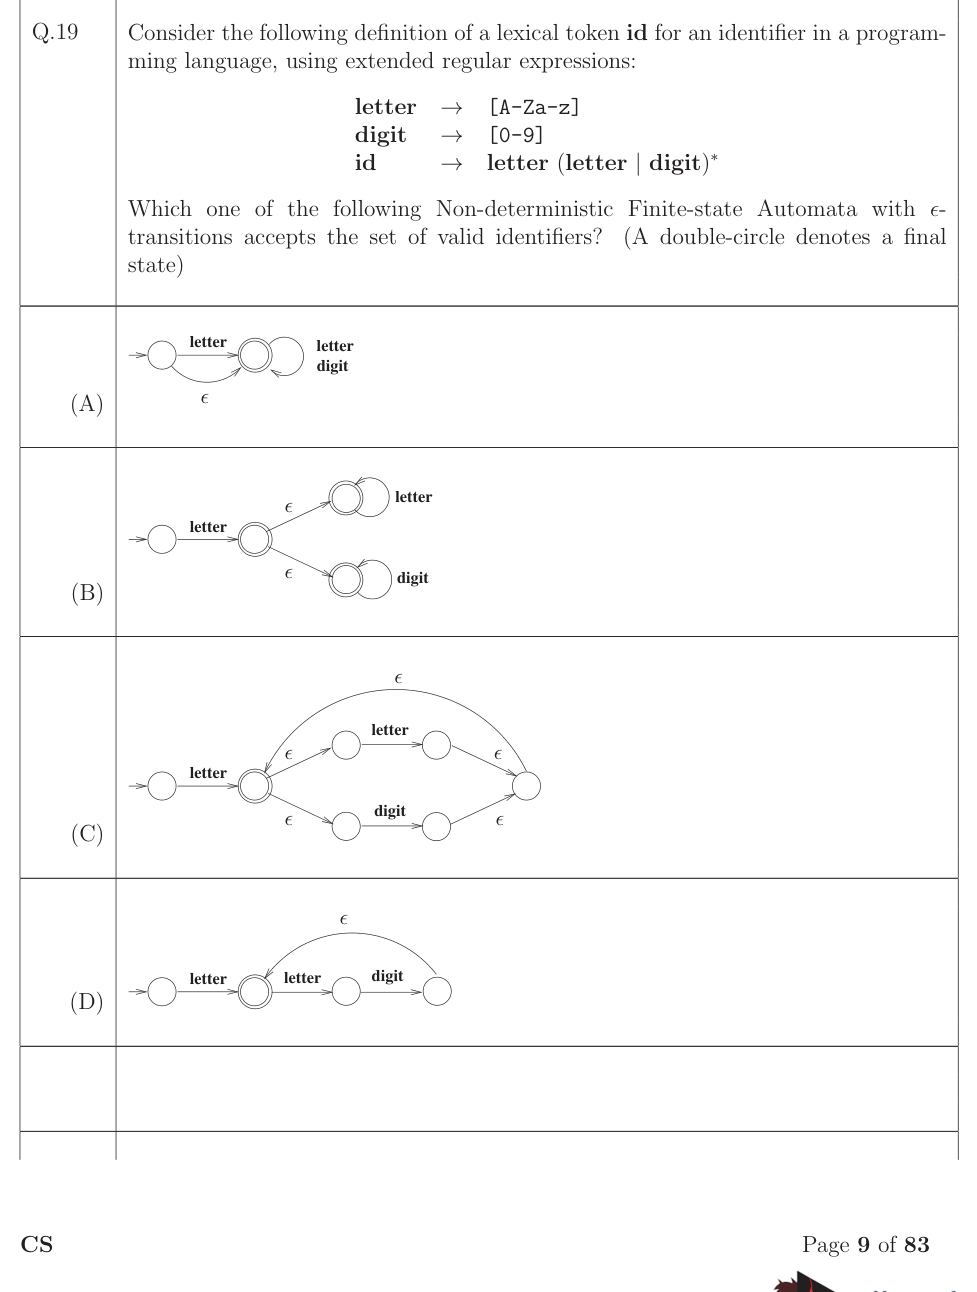 Q.19
Consider the following definition of a lexical token id for an identifier in a program-
ming language, using extended regular expressions:
letter → [A-Za-z]
digit → [0-9]
id → letter (letter | digit)*
Which one of the following Non-deterministic Finite-state Automata with ϵ-
transitions accepts the set of valid identifiers? (A double-circle denotes a final
state)
(A)
letter
letter
digit
ϵ
(B)
letter
ϵ
letter
ϵ
digit
(C)
ϵ
letter
ϵ
letter
ϵ
ϵ
digit
ϵ
(D)
ϵ
letter
letter
digit
CS
Page 9 of 83